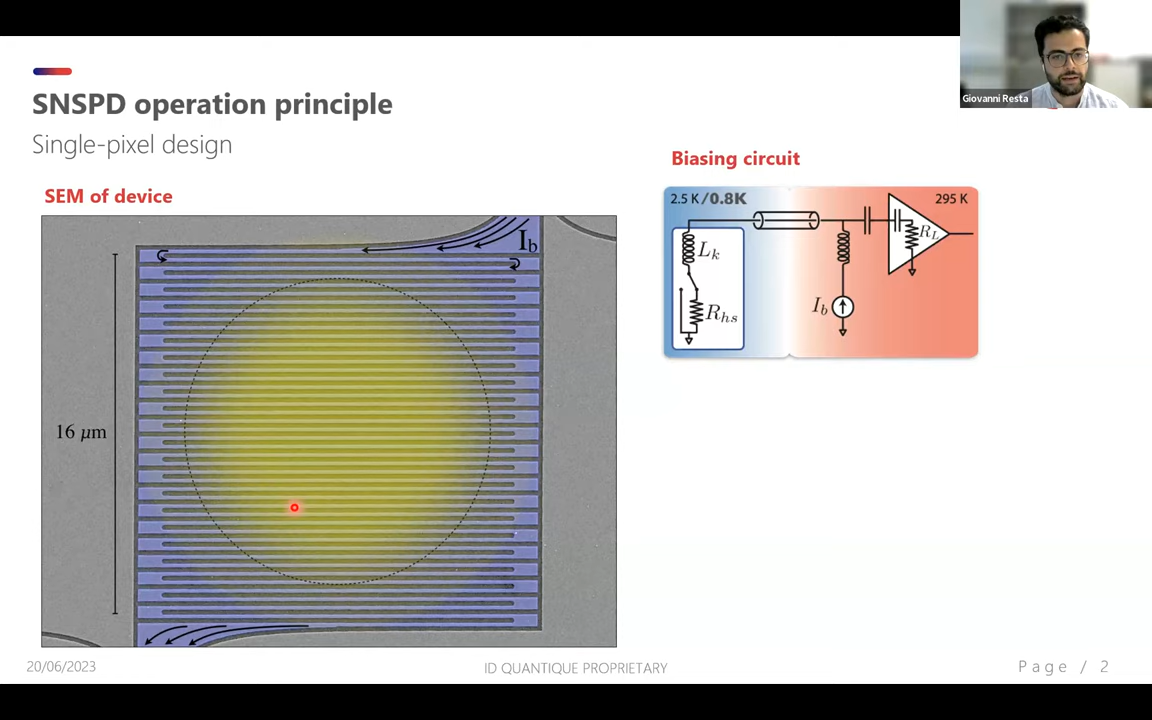 Giovanni Resta
SNSPD operation principle
Single-pixel design
SEM of device
Biasing circuit
I_b
16 μm
2.5 K/0.8K
295 K
L_k
R_hs
I_b
R_L
20/06/2023
ID QUANTIQUE PROPRIETARY
Page / 2